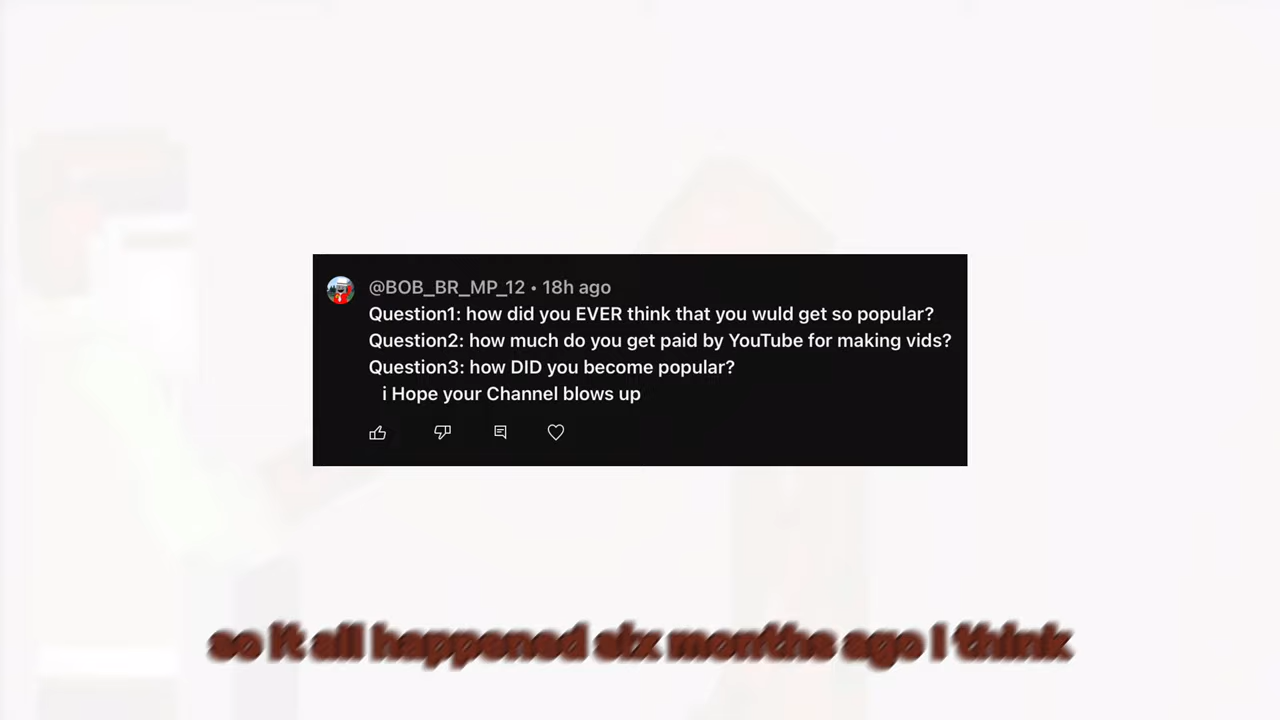 @BOB_BR_MP_12 • 18h ago
Question1: how did you EVER think that you wuld get so popular?
Question2: how much do you get paid by YouTube for making vids?
Question3: how DID you become popular?
i Hope your Channel blows up
so it all happened six months ago I think